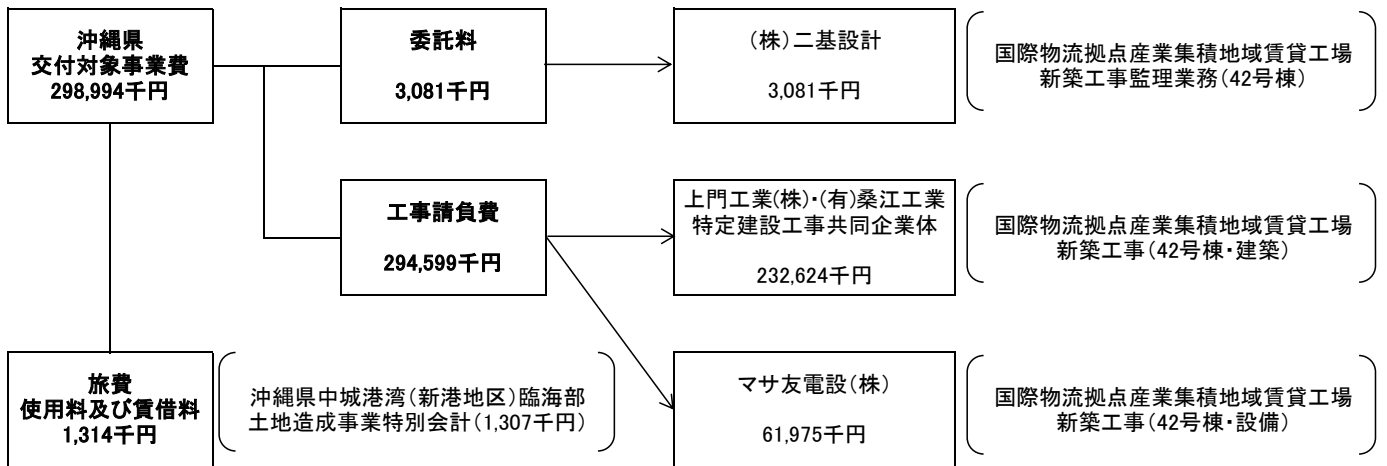 沖縄県
交付対象事業費
298,994千円
委託料
3,081千円
(株)二基設計
3,081千円
国際物流拠点産業集積地域賃貸工場
新築工事監理業務(42号棟)
工事請負費
294,599千円
上門工業(株)・(有)桑江工業
特定建設工事共同企業体
232,624千円
国際物流拠点産業集積地域賃貸工場
新築工事(42号棟・建築)
旅費
使用料及び賃借料
1,314千円
沖縄県中城港湾(新港地区)臨海部
土地造成事業特別会計(1,307千円)
マサ友電設(株)
61,975千円
国際物流拠点産業集積地域賃貸工場
新築工事(42号棟・設備)